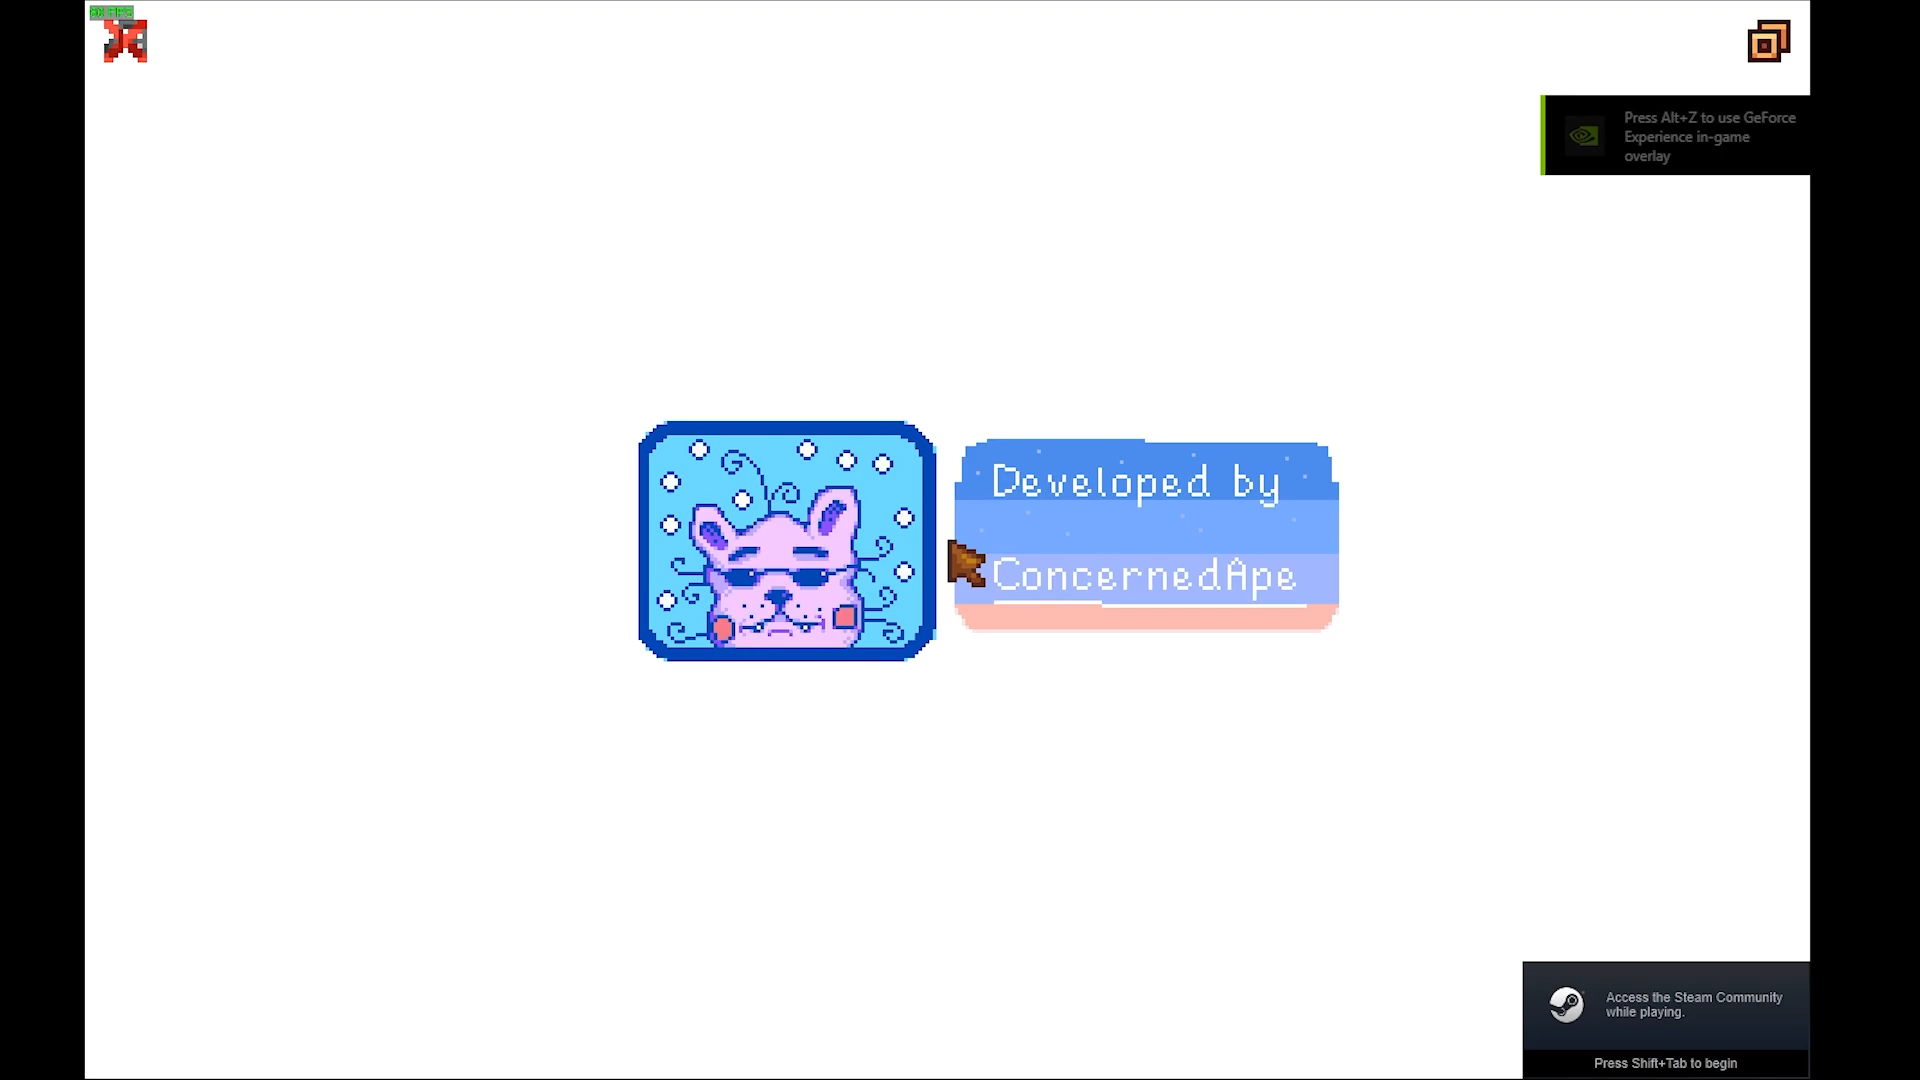 Press Alt+Z to use GeForce
Experience in-game
overlay
Developed by
ConcernedApe
Access the Steam Community
while playing.
Press Shift+Tab to begin